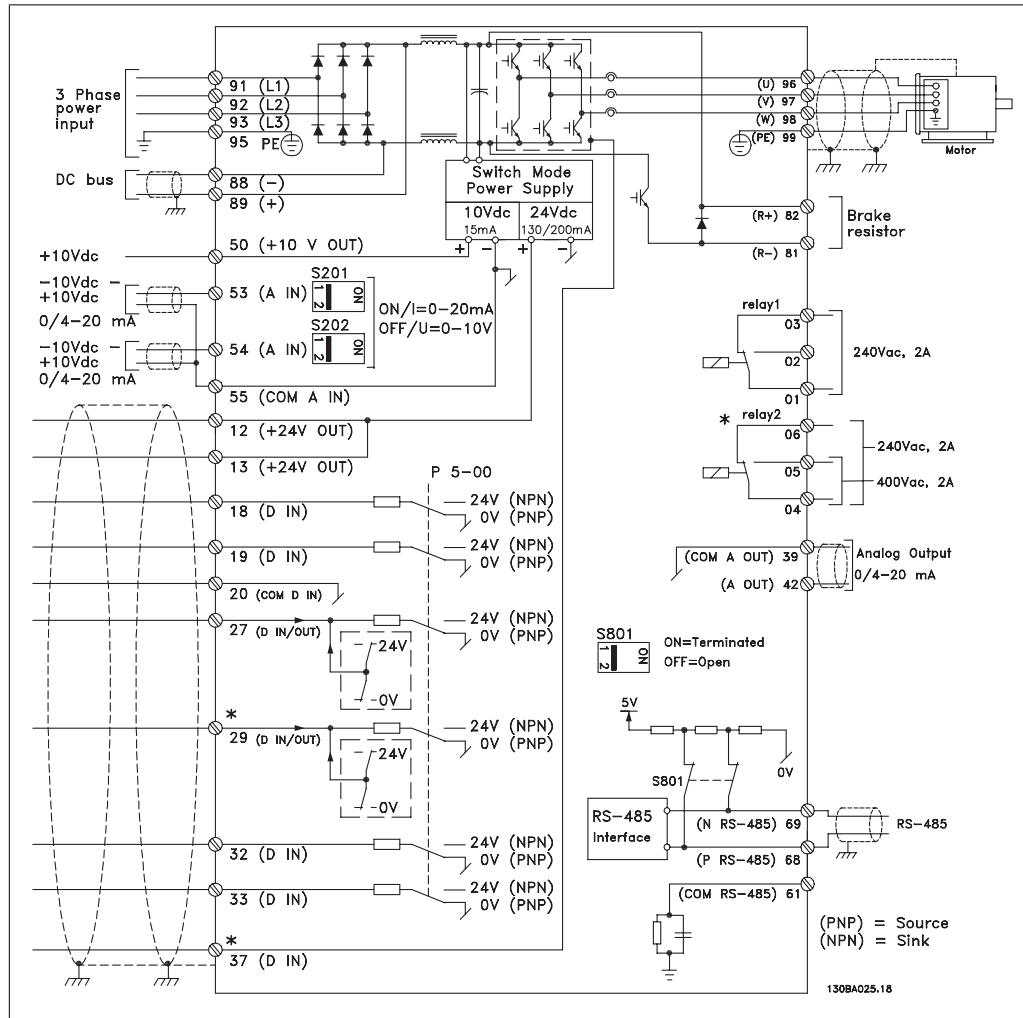 3 Phase
power
input
91 (L1)
92 (L2)
93 (L3)
95 PE
DC bus
88 (−)
89 (+)
+10Vdc
50 (+10 V OUT)
−10Vdc −
+10Vdc
0/4−20 mA
53 (A IN)
−10Vdc −
+10Vdc
0/4−20 mA
54 (A IN)
55 (COM A IN)
12 (+24V OUT)
13 (+24V OUT)
18 (D IN)
19 (D IN)
20 (COM D IN)
27 (D IN/OUT)
*
29 (D IN/OUT)
32 (D IN)
33 (D IN)
*
37 (D IN)
S201
1 2
ON
S202
1 2
ON
ON/I=0−20mA
OFF/U=0−10V
Switch Mode
Power Supply
10Vdc
15mA
24Vdc
130/200mA
+ − + −
P 5-00
24V (NPN)
0V (PNP)
24V (NPN)
0V (PNP)
24V (NPN)
0V (PNP)
24V
0V
24V (NPN)
0V (PNP)
24V
0V
24V (NPN)
0V (PNP)
24V (NPN)
0V (PNP)
(U) 96
(V) 97
(W) 98
(PE) 99
Motor
(R+) 82
(R−) 81
Brake
resistor
relay1
03
02
01
240Vac, 2A
* relay2
06
05
04
240Vac, 2A
400Vac, 2A
(COM A OUT) 39
(A OUT) 42
Analog Output
0/4−20 mA
S801
1 2
ON
ON=Terminated
OFF=Open
5V
0V
S801
RS-485
Interface
(N RS-485) 69
(P RS-485) 68
(COM RS-485) 61
RS-485
(PNP) = Source
(NPN) = Sink
130BA025.18